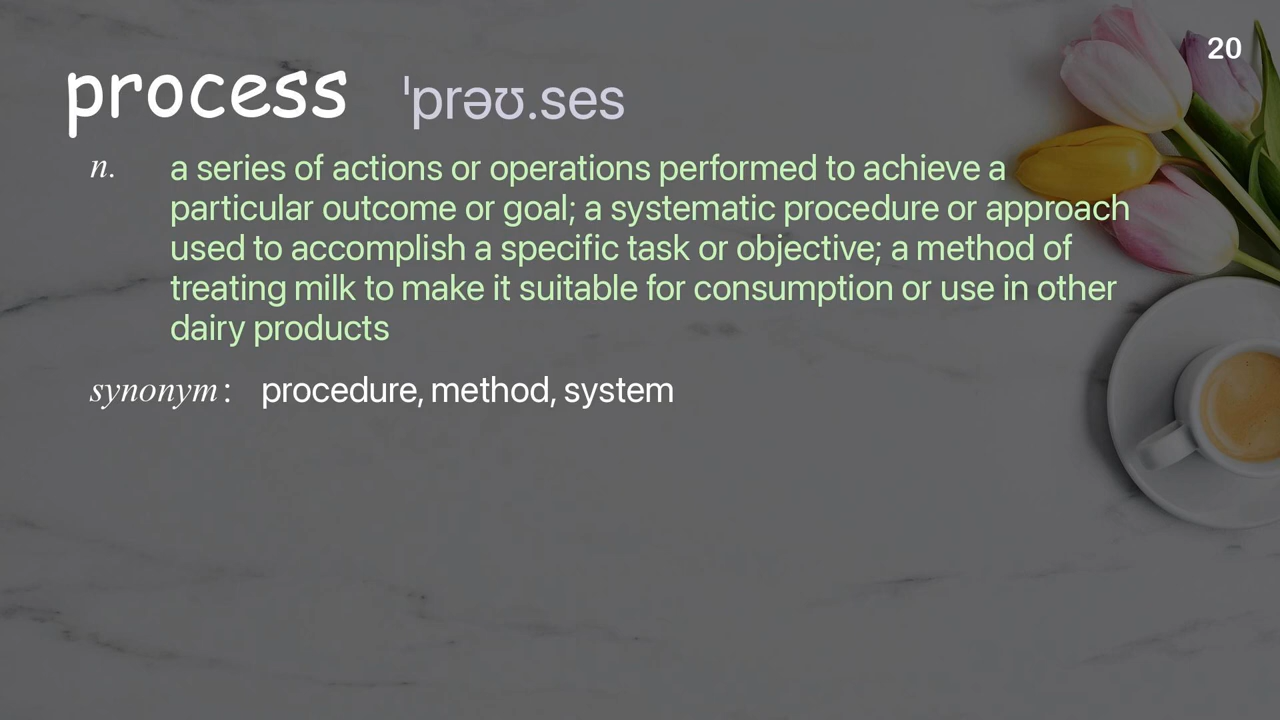 20
process ˈprəʊ.ses
n. a series of actions or operations performed to achieve a
particular outcome or goal; a systematic procedure or approach
used to accomplish a specific task or objective; a method of
treating milk to make it suitable for consumption or use in other
dairy products
synonym: procedure, method, system